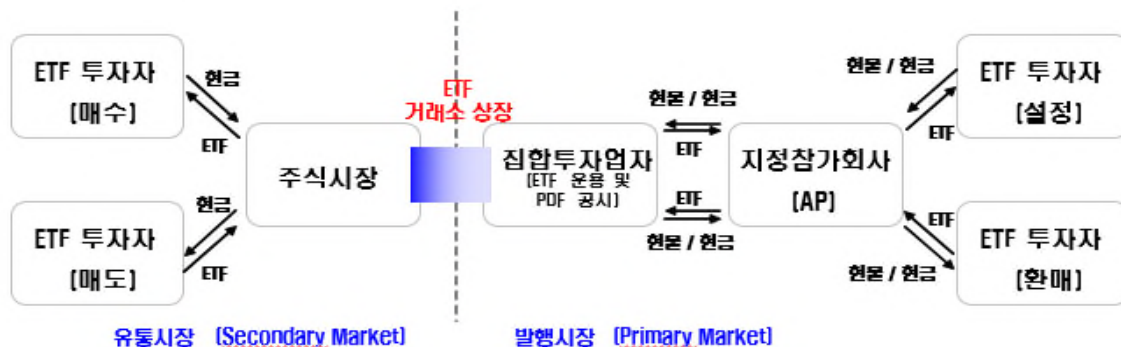 ETF 투자자
[매수]
현금
ETF
ETF 투자자
[매도]
현금
ETF
주식시장
ETF
거래소 상장
집합투자업자
[ETF 운용 및
PDF 공시]
현물 / 현금
ETF
ETF
현물 / 현금
지정참가회사
[AP]
현물 / 현금
ETF
ETF 투자자
[설정]
ETF
현물 / 현금
ETF 투자자
[환매]
유통시장 [Secondary Market]
발행시장 [Primary Market]